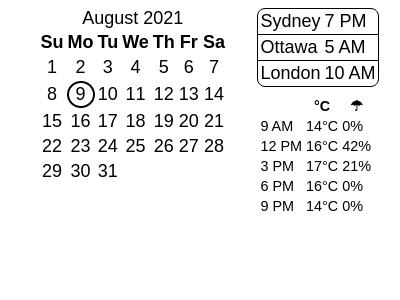 August 2021
Su Mo Tu We Th Fr Sa
1 2 3 4 5 6 7
8 9 10 11 12 13 14
15 16 17 18 19 20 21
22 23 24 25 26 27 28
29 30 31
Sydney 7 PM
Ottawa 5 AM
London 10 AM
°C ☂
9 AM 14°C 0%
12 PM 16°C 42%
3 PM 17°C 21%
6 PM 16°C 0%
9 PM 14°C 0%